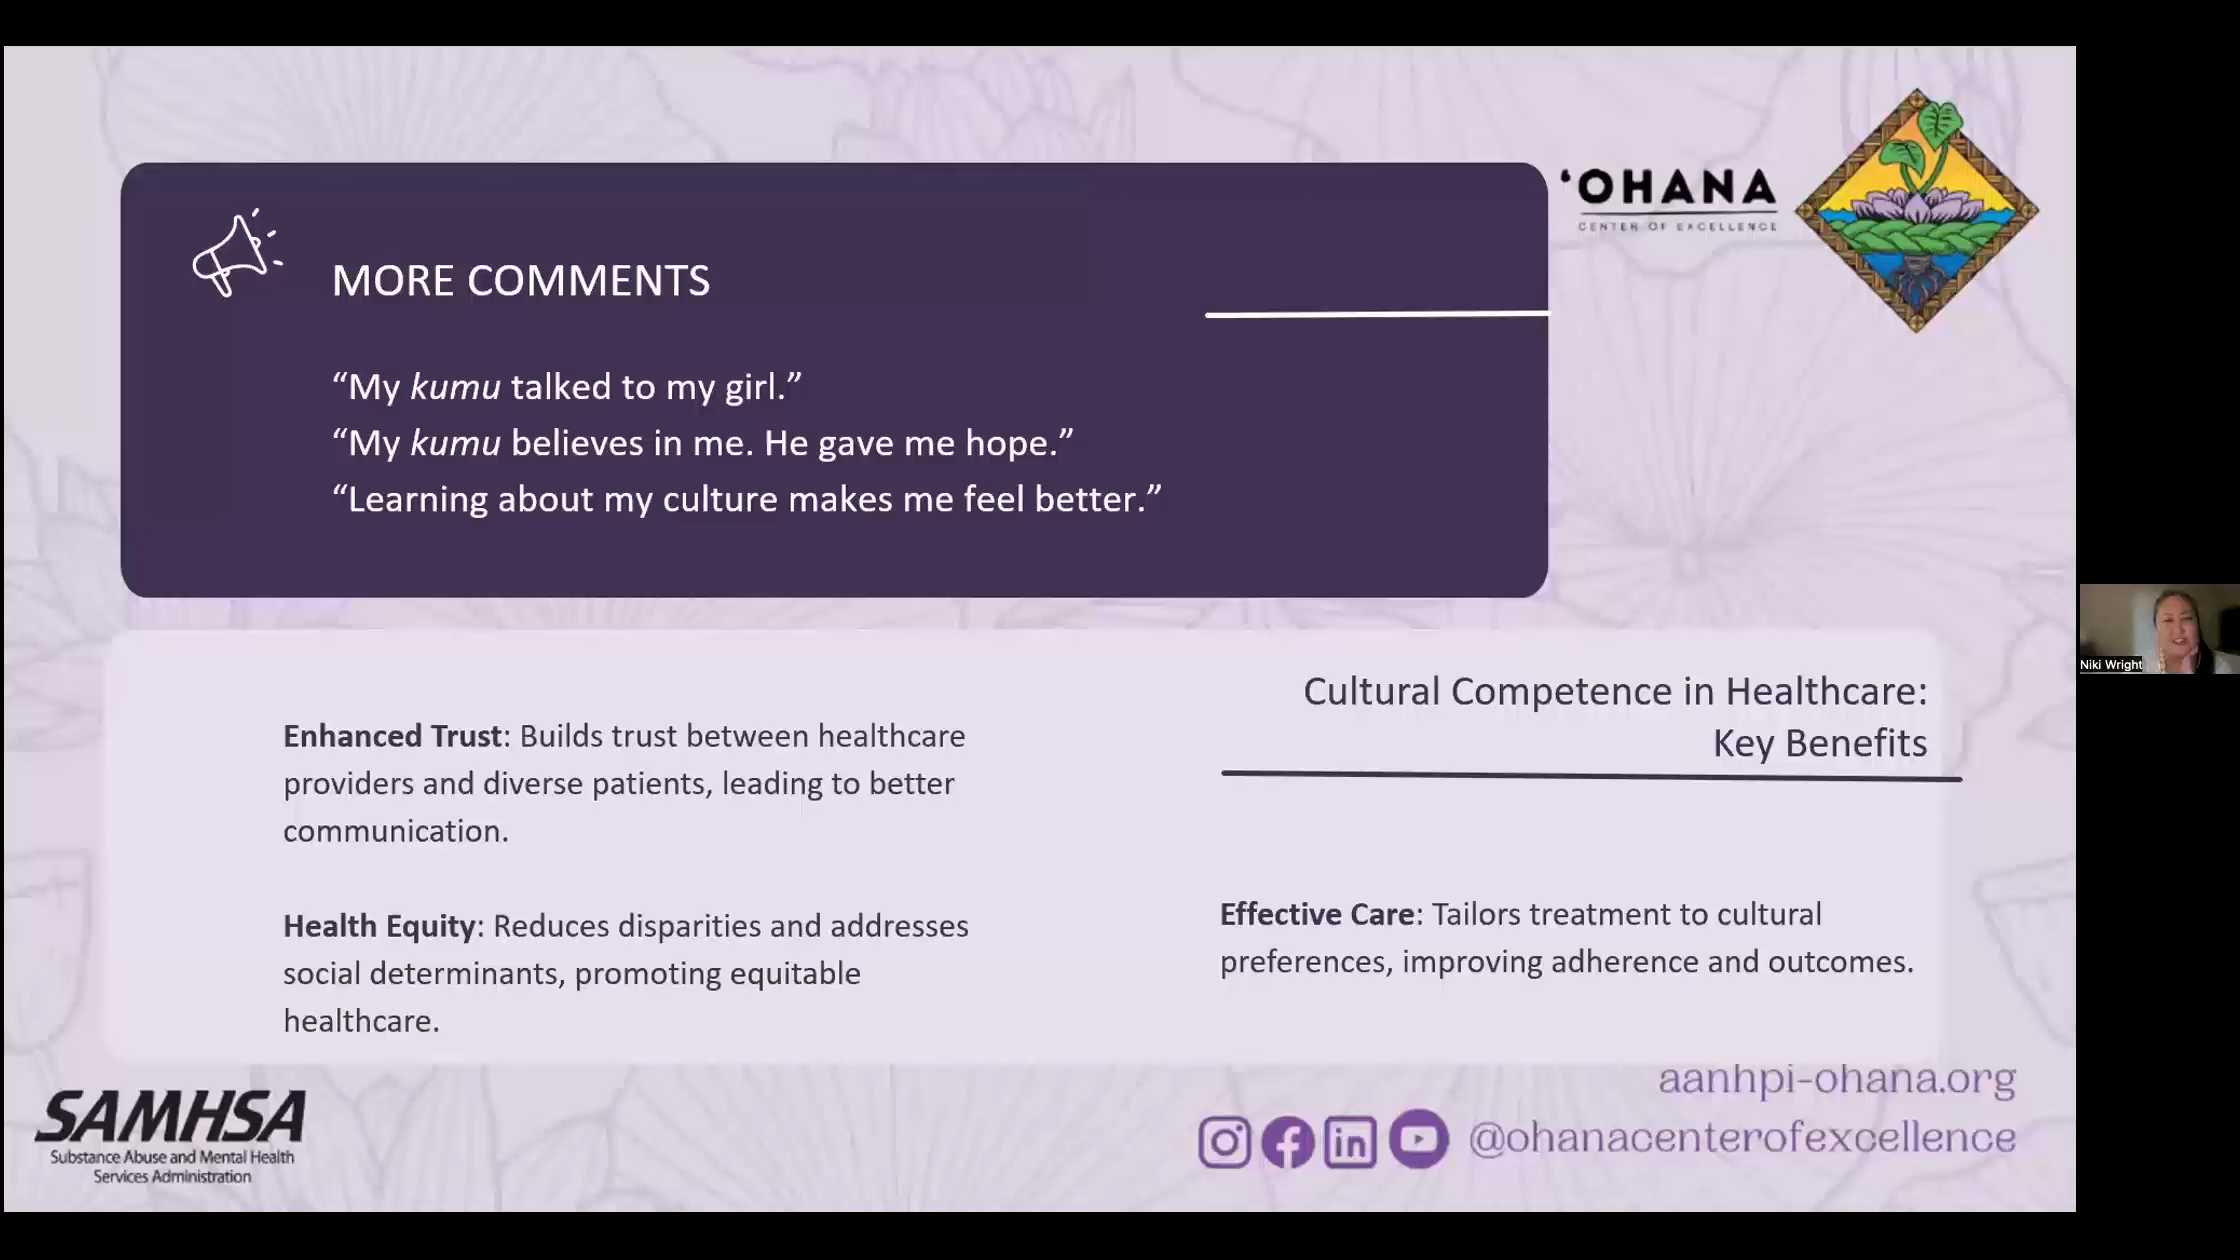 ‘OHANA
CENTER OF EXCELLENCE
MORE COMMENTS
“My kumu talked to my girl.”
“My kumu believes in me. He gave me hope.”
“Learning about my culture makes me feel better.”
Cultural Competence in Healthcare:
Key Benefits
Enhanced Trust: Builds trust between healthcare
providers and diverse patients, leading to better
communication.
Health Equity: Reduces disparities and addresses
social determinants, promoting equitable
healthcare.
Effective Care: Tailors treatment to cultural
preferences, improving adherence and outcomes.
Niki Wright
SAMHSA
Substance Abuse and Mental Health
Services Administration
aanhpi-ohana.org
@ohanacenterofexcellence